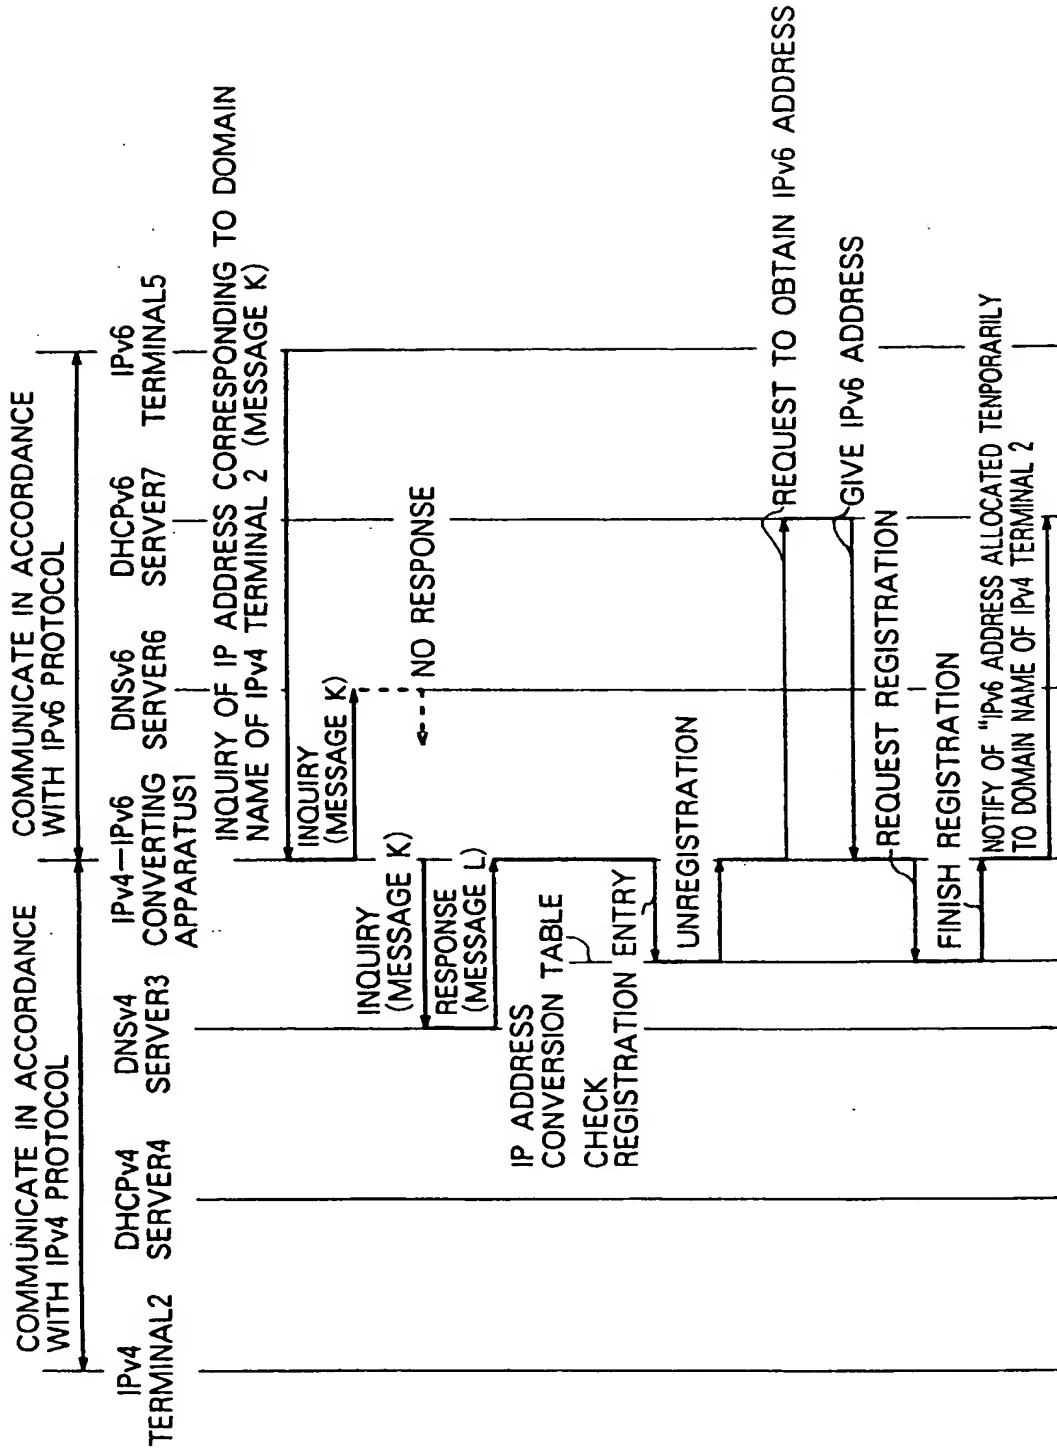 COMMUNICATE IN ACCORDANCE
WITH IPv4 PROTOCOL
COMMUNICATE IN ACCORDANCE
WITH IPv6 PROTOCOL
IPv4
TERMINAL2
DHCPv4
SERVER4
DNSv4
SERVER3
IPv4–IPv6
CONVERTING
APPARATUS1
DNSv6
SERVER6
DHCPv6
SERVER7
IPv6
TERMINAL5
INQUIRY OF IP ADDRESS CORRESPONDING TO DOMAIN
NAME OF IPv4 TERMINAL 2 (MESSAGE K)
INQUIRY
(MESSAGE K)
NO RESPONSE
INQUIRY
(MESSAGE K)
RESPONSE
(MESSAGE L)
IP ADDRESS
CONVERSION TABLE
CHECK
REGISTRATION ENTRY
UNREGISTRATION
REQUEST TO OBTAIN IPv6 ADDRESS
GIVE IPv6 ADDRESS
REQUEST REGISTRATION
FINISH REGISTRATION
NOTIFY OF "IPv6 ADDRESS ALLOCATED TENPORARILY
TO DOMAIN NAME OF IPv4 TERMINAL 2